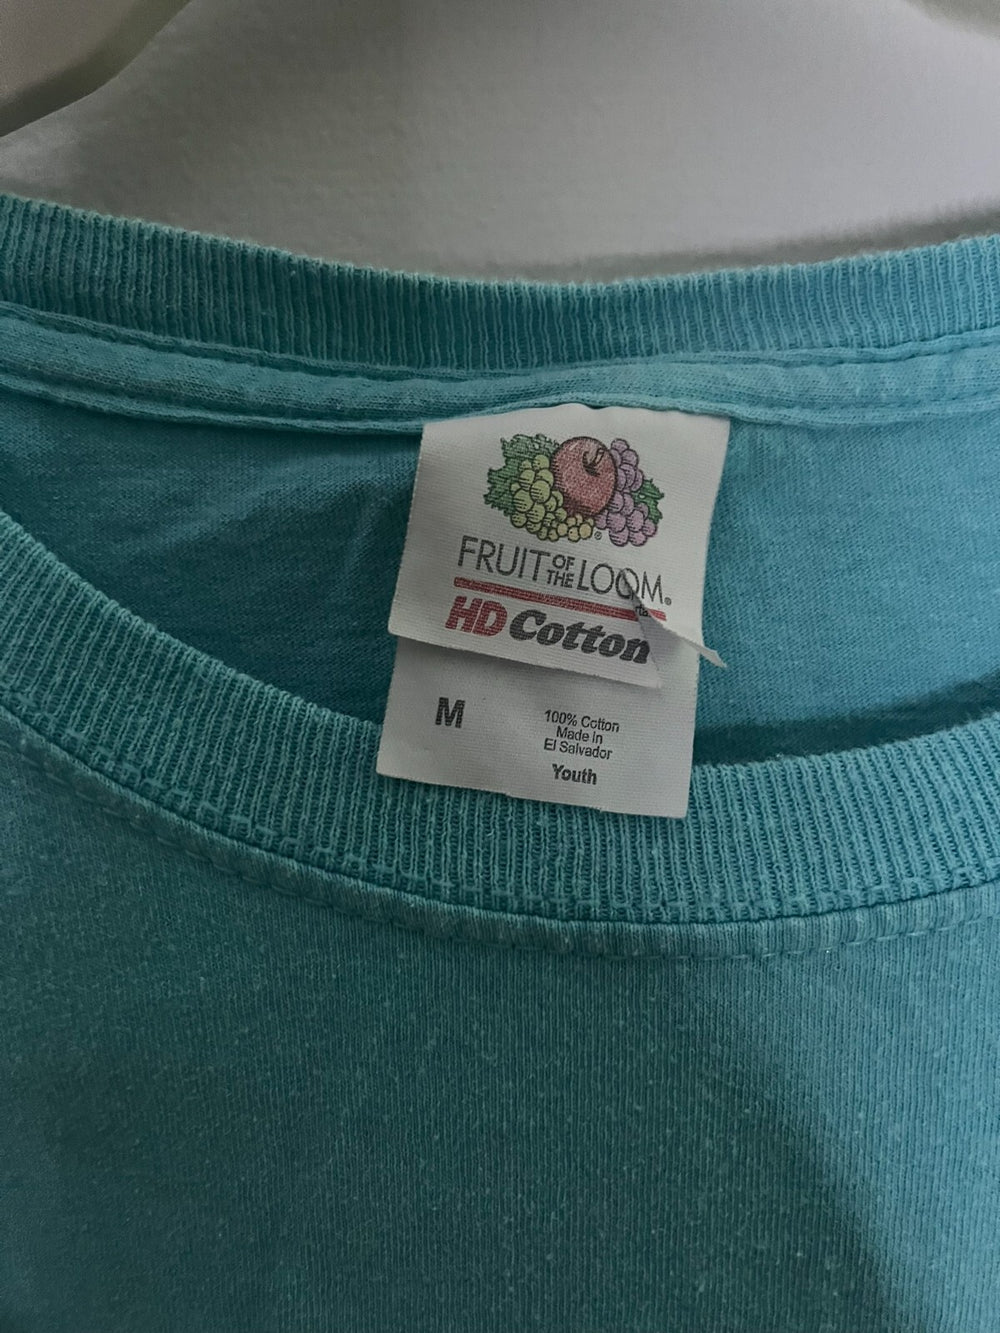 FRUIT OF THE LOOM®
HD Cotton
M
100% Cotton
Made in
El Salvador
Youth